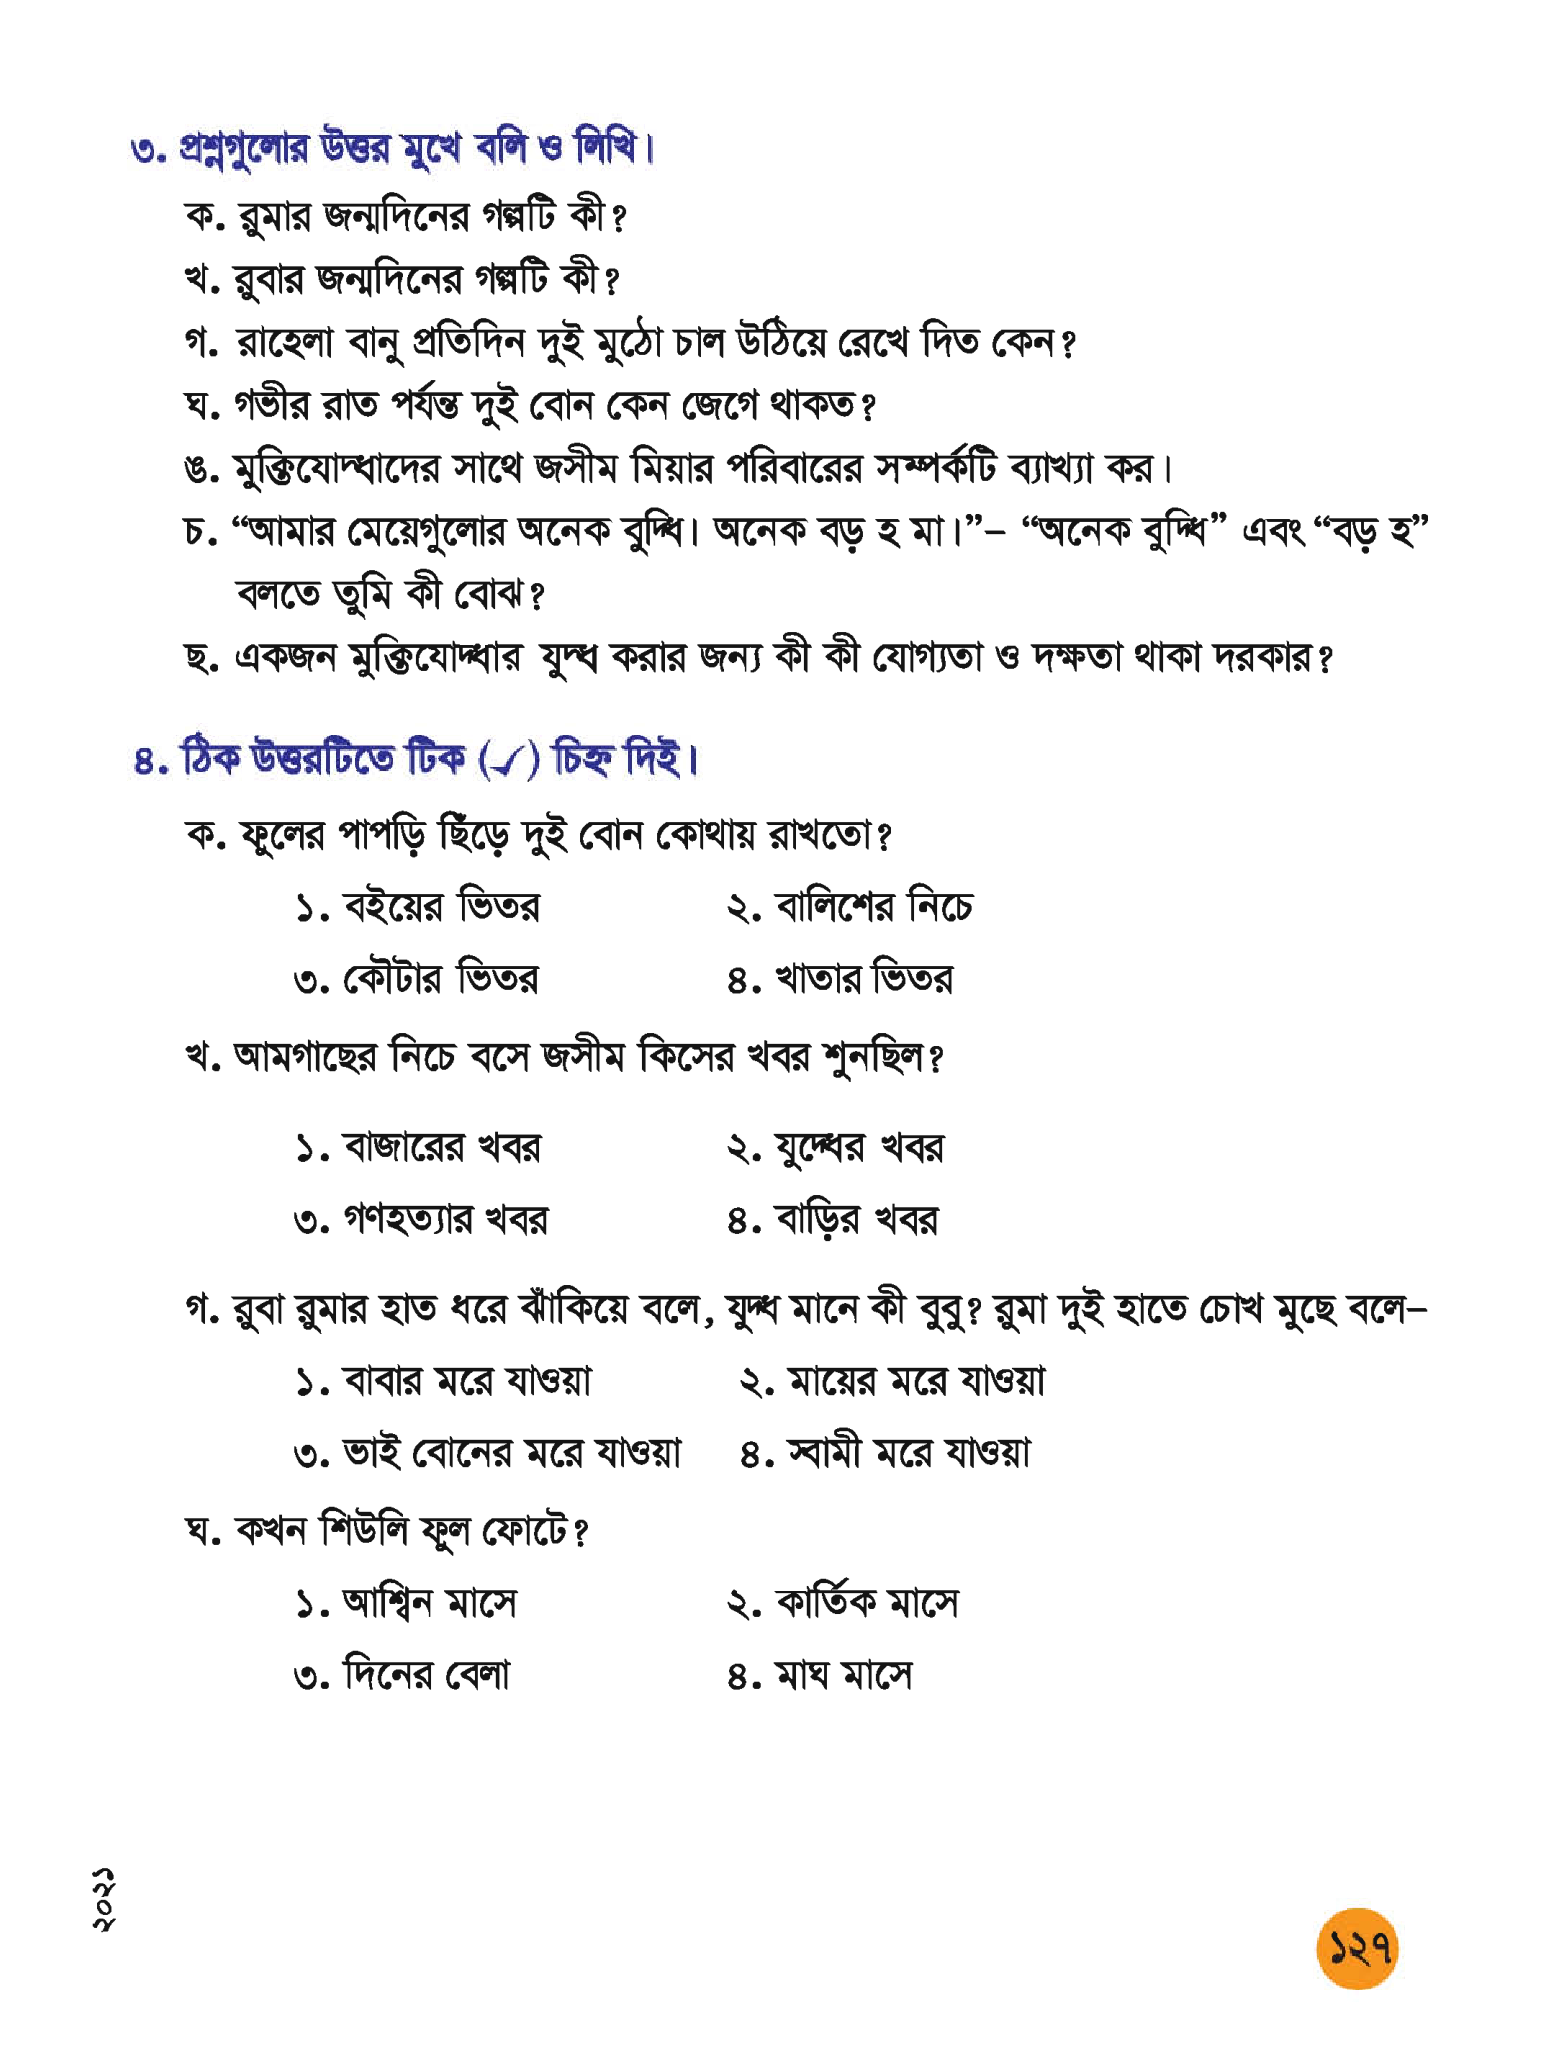 ৩. প্রশ্নগুলোর উত্তর মুখে বলি ও লিখি।
ক. রুমার জন্মদিনের গল্পটি কী?
খ. রুবার জন্মদিনের গল্পটি কী?
গ. রাহেলা বানু প্রতিদিন দুই মুঠো চাল উঠিয়ে রেখে দিত কেন?
ঘ. গভীর রাত পর্যন্ত দুই বোন কেন জেগে থাকত?
ঙ. মুক্তিযোদ্ধাদের সাথে জসীম মিয়ার পরিবারের সম্পর্কটি ব্যাখ্যা কর।
চ. “আমার মেয়েগুলোর অনেক বুদ্ধি। অনেক বড় হ মা।”– “অনেক বুদ্ধি” এবং “বড় হ”
বলতে তুমি কী বোঝ?
ছ. একজন মুক্তিযোদ্ধার যুদ্ধ করার জন্য কী কী যোগ্যতা ও দক্ষতা থাকা দরকার?
৪. ঠিক উত্তরটিতে টিক (✓) চিহ্ন দিই।
ক. ফুলের পাপড়ি ছিঁড়ে দুই বোন কোথায় রাখতো?
১. বইয়ের ভিতর ২. বালিশের নিচে
৩. কৌটার ভিতর ৪. খাতার ভিতর
খ. আমগাছের নিচে বসে জসীম কিসের খবর শুনছিল?
১. বাজারের খবর ২. যুদ্ধের খবর
৩. গণহত্যার খবর ৪. বাড়ির খবর
গ. রুবা রুমার হাত ধরে ঝাঁকিয়ে বলে, যুদ্ধ মানে কী বুবু? রুমা দুই হাতে চোখ মুছে বলে–
১. বাবার মরে যাওয়া ২. মায়ের মরে যাওয়া
৩. ভাই বোনের মরে যাওয়া ৪. স্বামী মরে যাওয়া
ঘ. কখন শিউলি ফুল ফোটে?
১. আশ্বিন মাসে ২. কার্তিক মাসে
৩. দিনের বেলা ৪. মাঘ মাসে
২০২১
১২৭